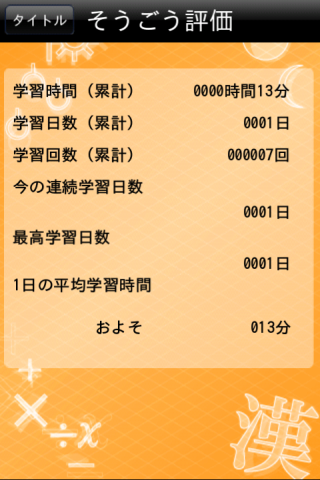 タイトル そうごう評価
学習時間（累計） 0000時間13分
学習日数（累計） 0001日
学習回数（累計） 000007回
今の連続学習日数
0001日
最高学習日数
0001日
1日の平均学習時間
およそ 013分
+
× ÷ x
−
漢